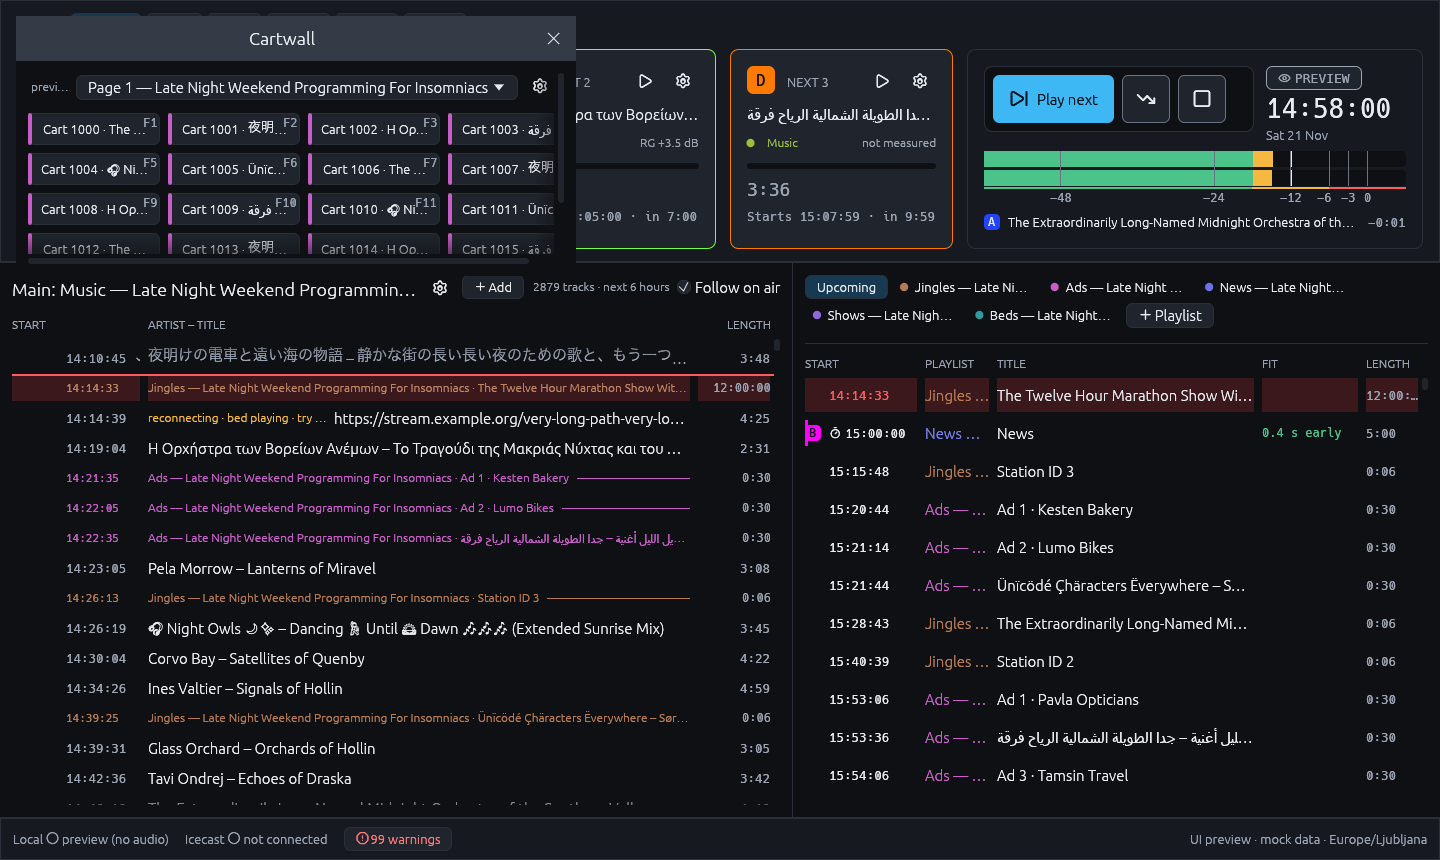 Cartwall
previ… Page 1 — Late Night Weekend Programming For Insomniacs
Cart 1000 · The … F1
Cart 1001 · 夜明… F2
Cart 1002 · H Op… F3
Cart 1003 · فرقة
Cart 1004 · 🎧 Ni… F5
Cart 1005 · Ünïc… F6
Cart 1006 · The … F7
Cart 1007 · 夜明
Cart 1008 · H Op… F9
Cart 1009 · فرقة… F10
Cart 1010 · 🎧 Ni… F11
Cart 1011 · Ünïc
Cart 1012 · The …
Cart 1013 · 夜明…
Cart 1014 · H Op…
Cart 1015 · فرقة
T 2
ρα των Βορείων…
RG +3.5 dB
:05:00 · in 7:00
D NEXT 3
جدا الطويلة الشمالية الرياح فرقة…
Music not measured
3:36
Starts 15:07:59 · in 9:59
Play next
PREVIEW
14:58:00
Sat 21 Nov
−48 −24 −12 −6 −3 0
A The Extraordinarily Long-Named Midnight Orchestra of th… −0:01
Main: Music — Late Night Weekend Programmin… + Add 2879 tracks · next 6 hours Follow on air
START ARTIST – TITLE LENGTH
14:10:45 夜明けの電車と遠い海の物語 – 静かな街の長い長い夜のための歌と、もう一つ… 3:48
14:14:33 Jingles — Late Night Weekend Programming For Insomniacs · The Twelve Hour Marathon Show Wit… 12:00:00
14:14:39 reconnecting · bed playing · try … https://stream.example.org/very-long-path-very-lo… 4:25
14:19:04 Η Ορχήστρα των Βορείων Ανέμων – Το Τραγούδι της Μακριάς Νύχτας και του … 2:31
14:21:35 Ads — Late Night Weekend Programming For Insomniacs · Ad 1 · Kesten Bakery 0:30
14:22:05 Ads — Late Night Weekend Programming For Insomniacs · Ad 2 · Lumo Bikes 0:30
14:22:35 Ads — Late Night Weekend Programming For Insomniacs · يل الليل أغنية – جدا الطويلة الشمالية الرياح فرقة… 0:30
14:23:05 Pela Morrow – Lanterns of Miravel 3:08
14:26:13 Jingles — Late Night Weekend Programming For Insomniacs · Station ID 3 0:06
14:26:19 🎧 Night Owls 🌙✨ – Dancing 💃 Until 🌅 Dawn 🎶🎶🎶 (Extended Sunrise Mix) 3:45
14:30:04 Corvo Bay – Satellites of Quenby 4:22
14:34:26 Ines Valtier – Signals of Hollin 4:59
14:39:25 Jingles — Late Night Weekend Programming For Insomniacs · Ünïcödé Çhäracters Ëverywhere – Sør… 0:06
14:39:31 Glass Orchard – Orchards of Hollin 3:05
14:42:36 Tavi Ondrej – Echoes of Draska 3:42
Upcoming Jingles — Late Ni… Ads — Late Night … News — Late Night…
Shows — Late Nigh… Beds — Late Night… + Playlist
START PLAYLIST TITLE FIT LENGTH
14:14:33 Jingles … The Twelve Hour Marathon Show Wi… 12:00:…
B 15:00:00 News … News 0.4 s early 5:00
15:15:48 Jingles … Station ID 3 0:06
15:20:44 Ads — … Ad 1 · Kesten Bakery 0:30
15:21:14 Ads — … Ad 2 · Lumo Bikes 0:30
15:21:44 Ads — … Ünïcödé Çhäracters Ëverywhere – S… 0:30
15:28:43 Jingles … The Extraordinarily Long-Named Mi… 0:06
15:40:39 Jingles … Station ID 2 0:06
15:53:06 Ads — … Ad 1 · Pavla Opticians 0:30
15:53:36 Ads — … لليل أغنية – جدا الطويلة الشمالية الرياح فرقة… 0:30
15:54:06 Ads — … Ad 3 · Tamsin Travel 0:30
Local preview (no audio) Icecast not connected 99 warnings UI preview · mock data · Europe/Ljubljana